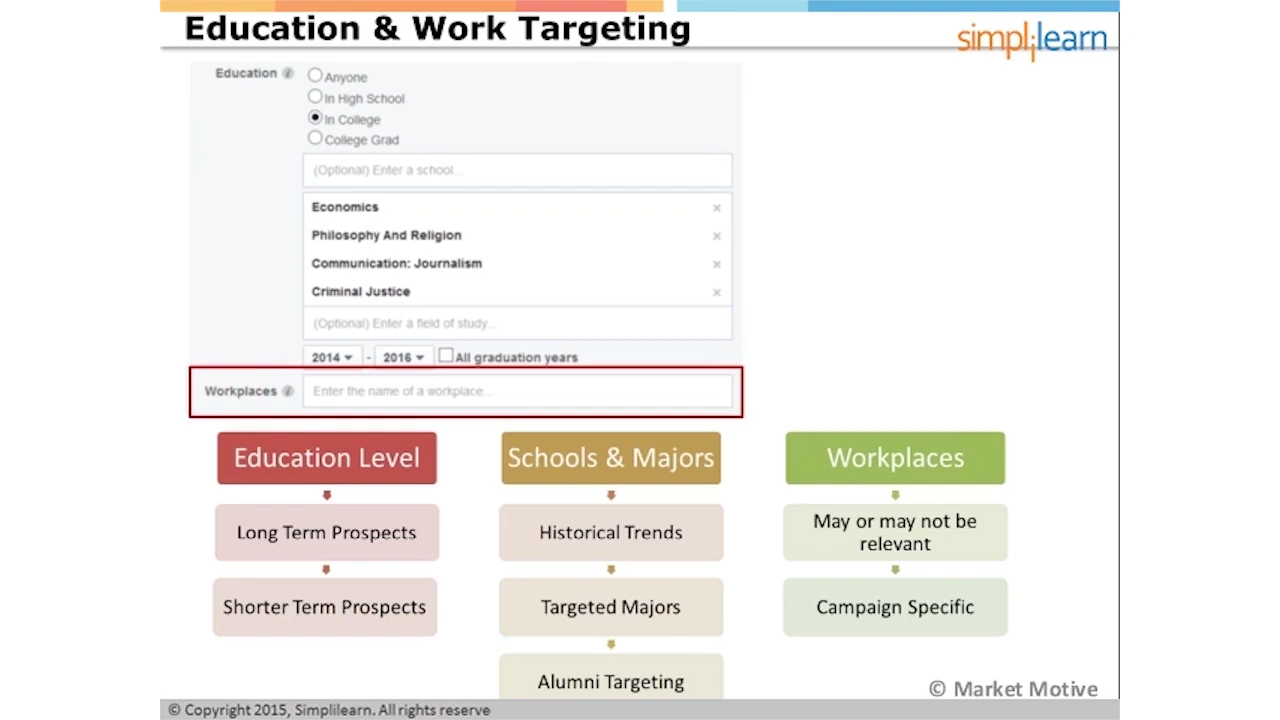 Education & Work Targeting
simplilearn
Education
Anyone
In High School
In College
College Grad
(Optional) Enter a school...
Economics
Philosophy And Religion
Communication: Journalism
Criminal Justice
(Optional) Enter a field of study...
2014 - 2016 All graduation years
Workplaces Enter the name of a workplace...
Education Level
Long Term Prospects
Shorter Term Prospects
Schools & Majors
Historical Trends
Targeted Majors
Alumni Targeting
Workplaces
May or may not be
relevant
Campaign Specific
© Market Motive
© Copyright 2015, Simplilearn. All rights reserve